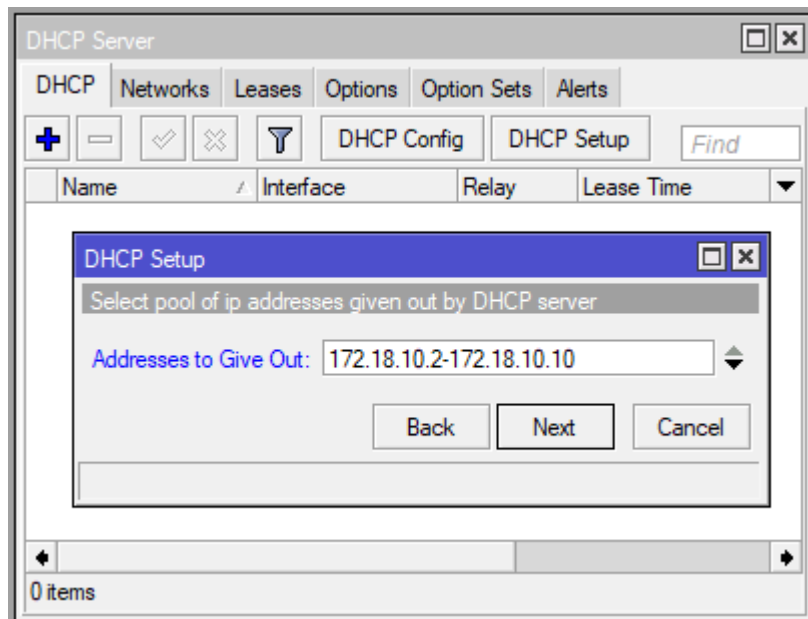 DHCP Server
DHCP Networks Leases Options Option Sets Alerts
DHCP Config DHCP Setup Find
Name Interface Relay Lease Time
DHCP Setup
Select pool of ip addresses given out by DHCP server
Addresses to Give Out: 172.18.10.2-172.18.10.10
Back Next Cancel
0 items